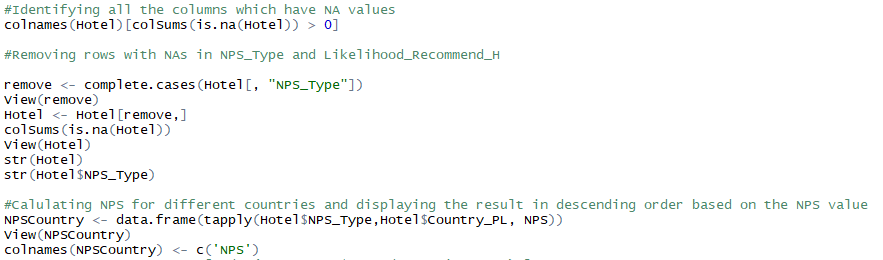 #Identifying all the columns which have NA values
colnames(Hotel)[colSums(is.na(Hotel)) > 0]
#Removing rows with NAs in NPS_Type and Likelihood_Recommend_H
remove <- complete.cases(Hotel[, "NPS_Type"])
View(remove)
Hotel <- Hotel[remove,]
colSums(is.na(Hotel))
View(Hotel)
str(Hotel)
str(Hotel$NPS_Type)
#Calulating NPS for different countries and displaying the result in descending order based on the NPS value
NPSCountry <- data.frame(tapply(Hotel$NPS_Type,Hotel$Country_PL, NPS))
View(NPSCountry)
colnames(NPSCountry) <- c('NPS')